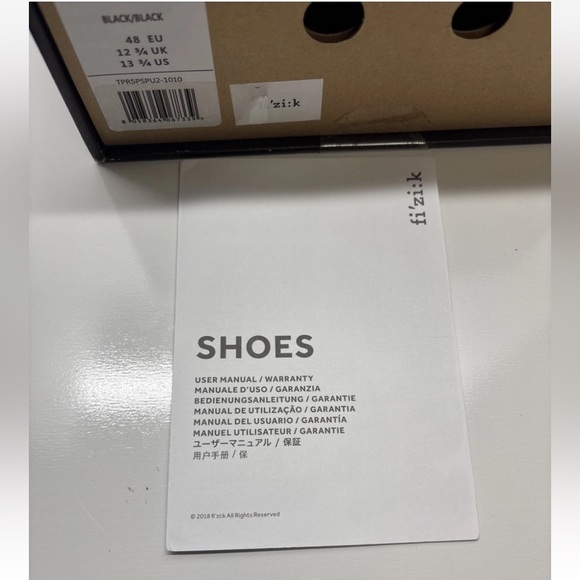 BLACK/BLACK
48 EU
12 ¾ UK
13 ¾ US
TPRSPSPU2-1010
fi'zi:k
fi'zi:k
SHOES
USER MANUAL / WARRANTY
MANUALE D'USO / GARANZIA
BEDIENUNGSANLEITUNG / GARANTIE
MANUAL DE UTILIZAÇÃO / GARANTIA
MANUAL DEL USUARIO / GARANTÍA
MANUEL UTILISATEUR / GARANTIE
ユーザーマニュアル / 保証
用户手册 / 保
© 2018 fi'zi:k All Rights Reserved